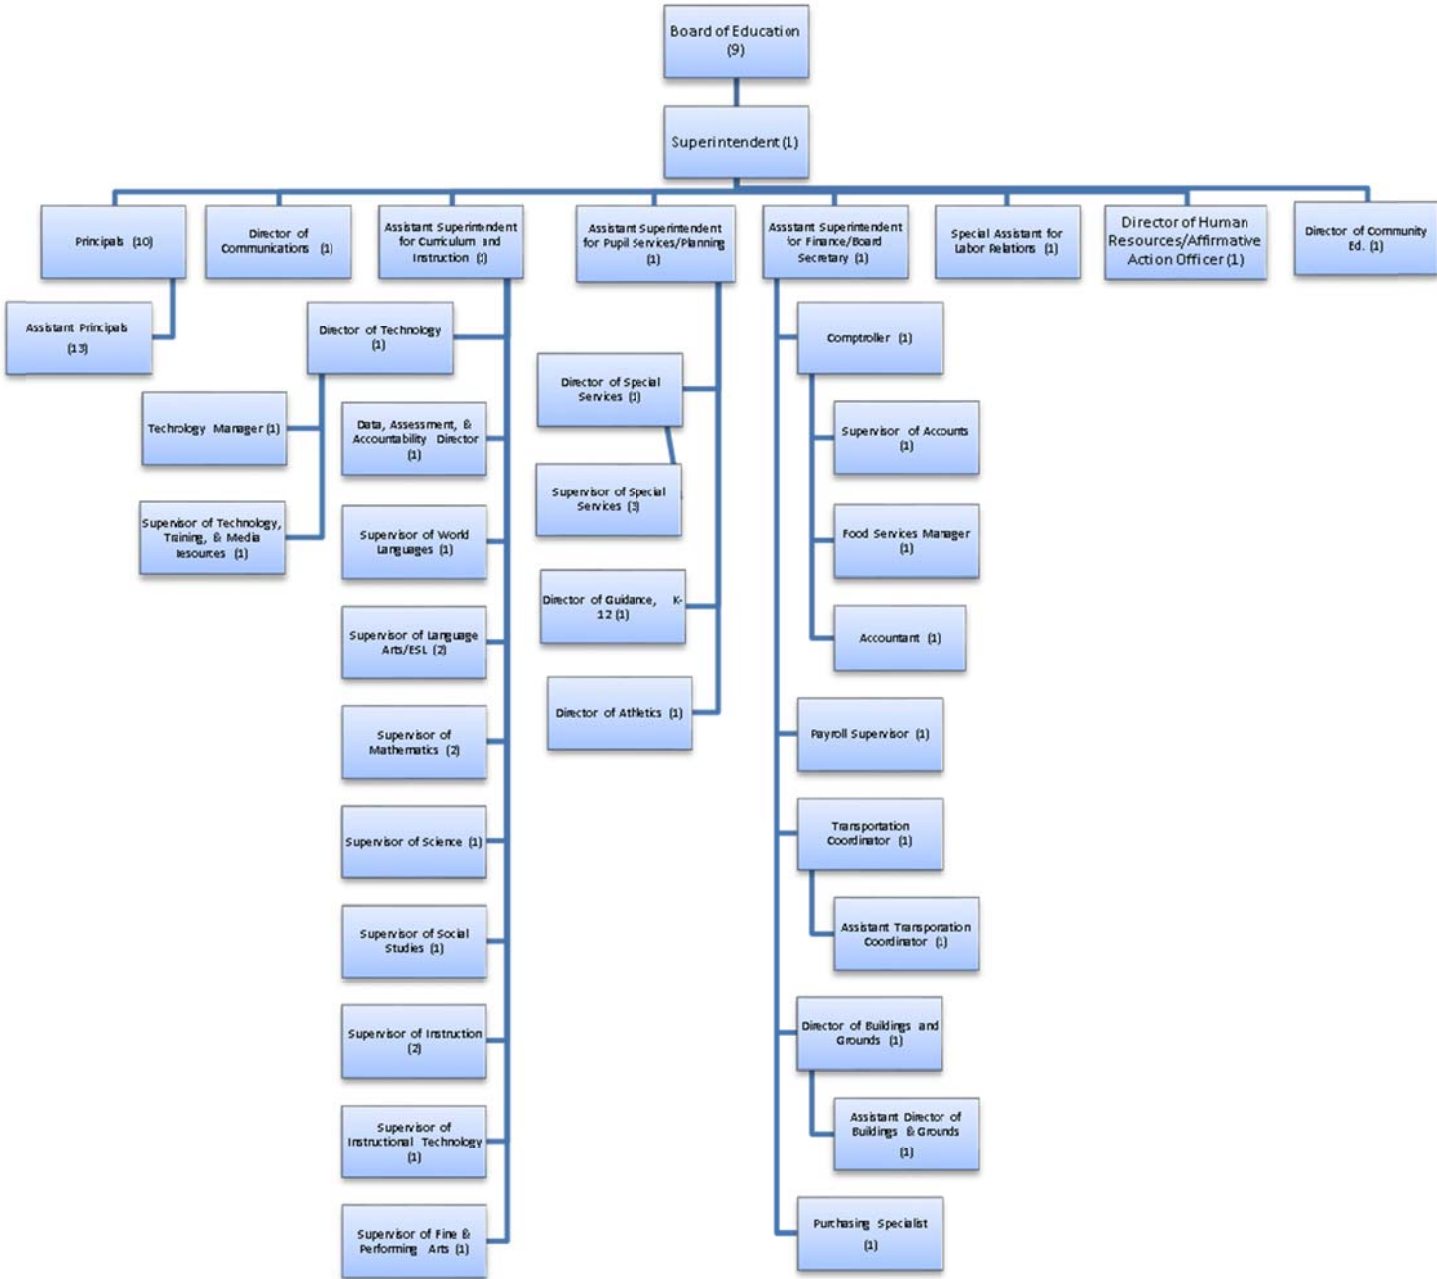 Board of Education
(9)
Superintendent (1)
Principals (10)
Director of
Communications (1)
Assistant Superintendent
for Curriculum and
Instruction
Assistant Superintendent
for Pupil Services/Planning
(1)
Assistant Superintendent
for Finance/Board
Secretary (1)
Special Assistant for
Labor Relations (1)
Director of Human
Resources/Affirmative
Action Officer (1)
Director of Community
Ed. (1)
Assistant Principals
(13)
Director of Technology
(1)
Technology Manager (1)
Supervisor of Technology,
Training, & Media
Resources (1)
Data, Assessment, &
Accountability Director
(1)
Supervisor of World
Languages (1)
Supervisor of Language
Arts/ESL (2)
Supervisor of
Mathematics (2)
Supervisor of Science (1)
Supervisor of Social
Studies (1)
Supervisor of Instruction
(2)
Supervisor of
Instructional Technology
(1)
Supervisor of Fine &
Performing Arts (1)
Director of Special
Services (1)
Supervisor of Special
Services (3)
Director of Guidance, K-
12 (1)
Director of Athletics (1)
Comptroller (1)
Supervisor of Accounts
(1)
Food Services Manager
(1)
Accountant (1)
Payroll Supervisor (1)
Transportation
Coordinator (1)
Assistant Transportation
Coordinator (1)
Director of Buildings and
Grounds (1)
Assistant Director of
Buildings & Grounds
(1)
Purchasing Specialist
(1)